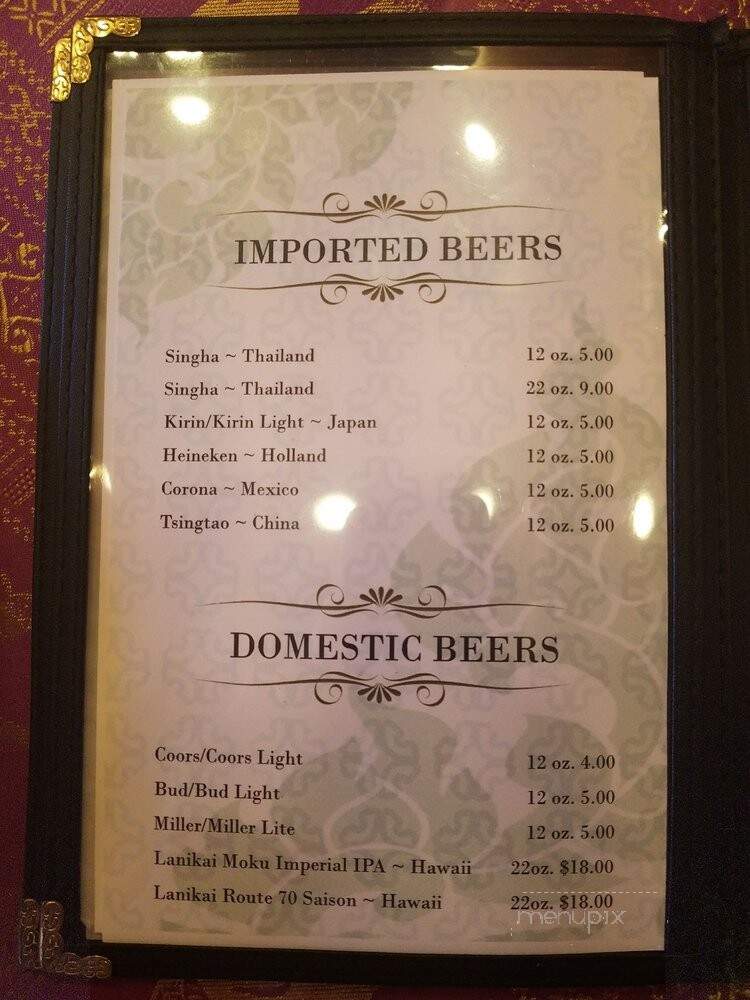 IMPORTED BEERS
Singha ~ Thailand 12 oz. 5.00
Singha ~ Thailand 22 oz. 9.00
Kirin/Kirin Light ~ Japan 12 oz. 5.00
Heineken ~ Holland 12 oz. 5.00
Corona ~ Mexico 12 oz. 5.00
Tsingtao ~ China 12 oz. 5.00
DOMESTIC BEERS
Coors/Coors Light 12 oz. 4.00
Bud/Bud Light 12 oz. 5.00
Miller/Miller Lite 12 oz. 5.00
Lanikai Moku Imperial IPA ~ Hawaii 22oz. $18.00
Lanikai Route 70 Saison ~ Hawaii 22oz. $18.00
menupix